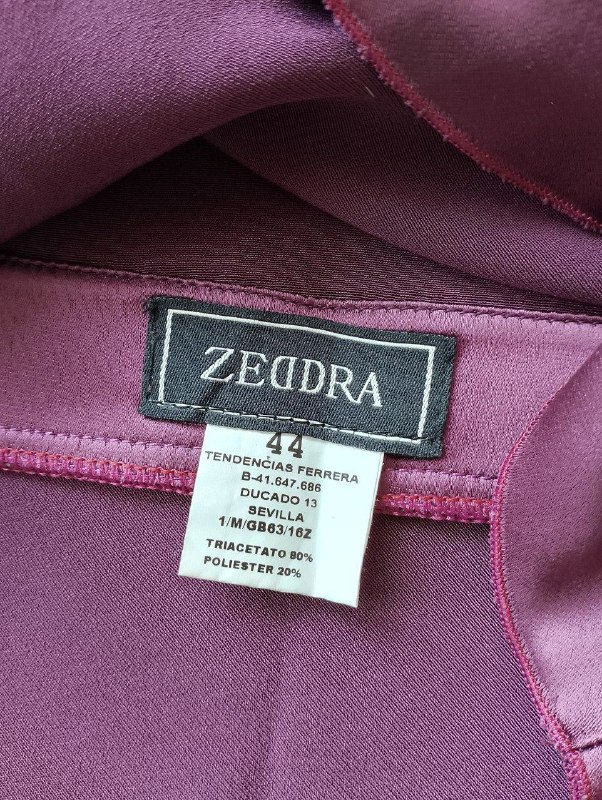 ZEDDRA
44
TENDENCIAS FERRERA
B-41.647.686
DUCADO 13
SEVILLA
1/M/GB63/16Z
TRIACETATO 80%
POLIESTER 20%